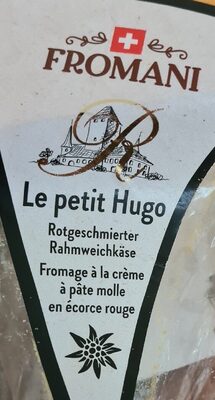 FROMANI
R
Le petit Hugo
Rotgeschmierter
Rahmweichkäse
Fromage à la crème
à pâte molle
en écorce rouge